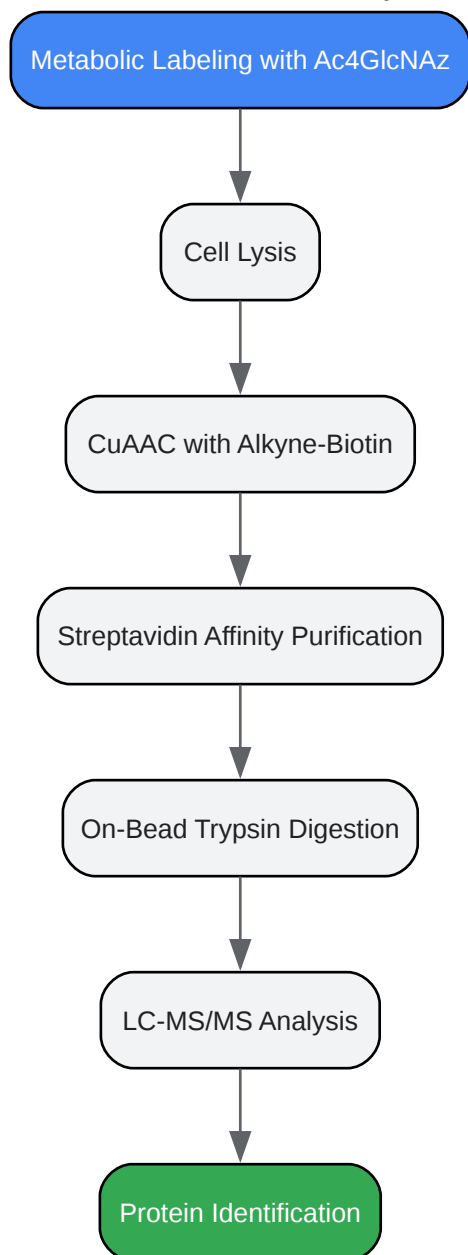 Metabolic Labeling with Ac4GlcNAz
Cell Lysis
CuAAC with Alkyne-Biotin
Streptavidin Affinity Purification
On-Bead Trypsin Digestion
LC-MS/MS Analysis
Protein Identification